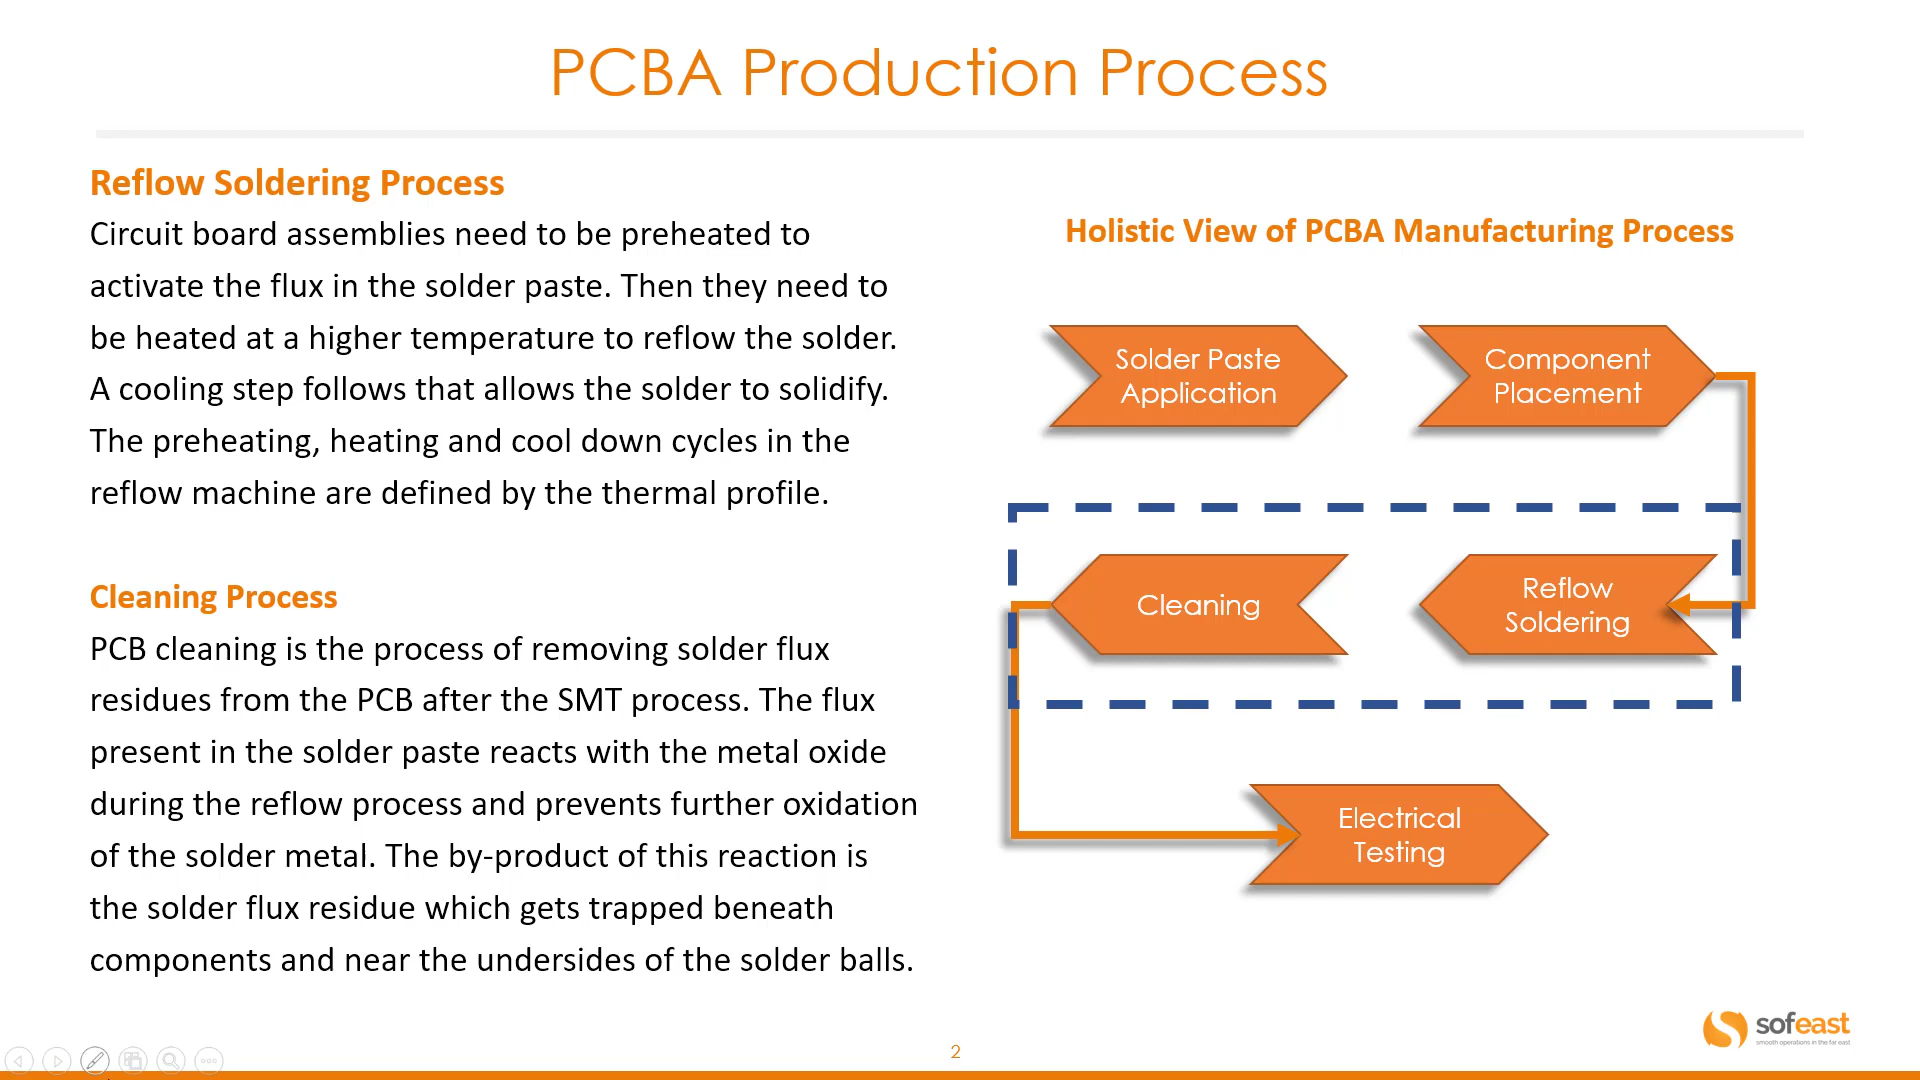 PCBA Production Process
Reflow Soldering Process
Circuit board assemblies need to be preheated to
activate the flux in the solder paste. Then they need to
be heated at a higher temperature to reflow the solder.
A cooling step follows that allows the solder to solidify.
The preheating, heating and cool down cycles in the
reflow machine are defined by the thermal profile.
Cleaning Process
PCB cleaning is the process of removing solder flux
residues from the PCB after the SMT process. The flux
present in the solder paste reacts with the metal oxide
during the reflow process and prevents further oxidation
of the solder metal. The by-product of this reaction is
the solder flux residue which gets trapped beneath
components and near the undersides of the solder balls.
Holistic View of PCBA Manufacturing Process
Solder Paste
Application
Component
Placement
Cleaning
Reflow
Soldering
Electrical
Testing
2
sofeast
smooth operations in the far east